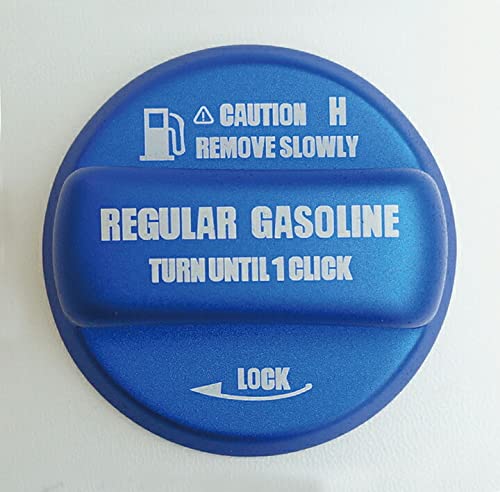 ⚠ CAUTION H
REMOVE SLOWLY
REGULAR GASOLINE
TURN UNTIL 1 CLICK
LOCK